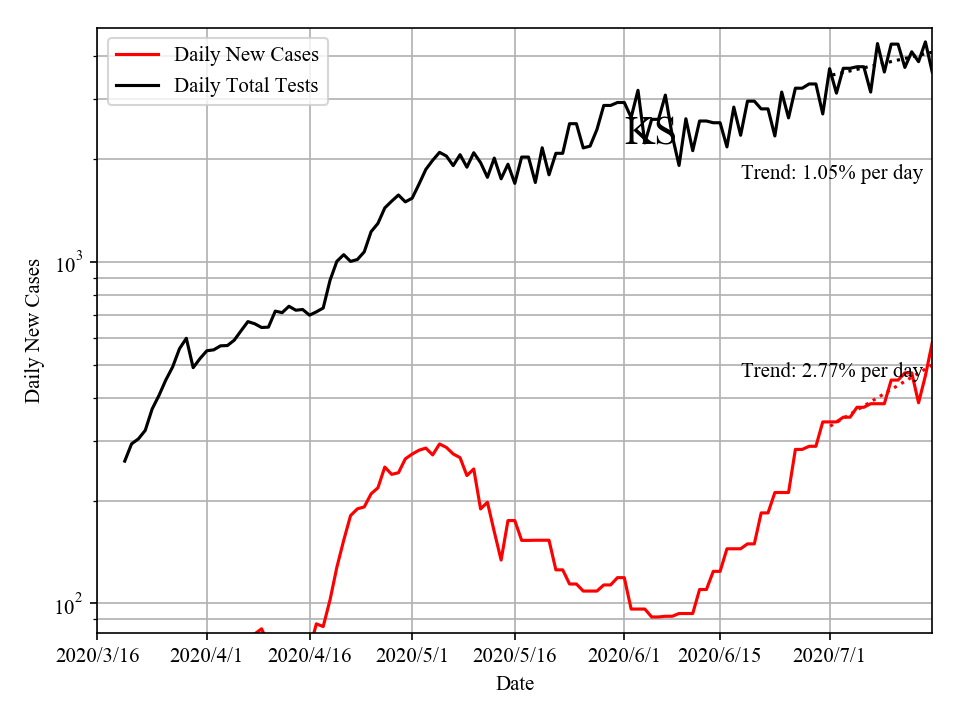 Daily New Cases
Daily Total Tests
KS
Trend: 1.05% per day
Trend: 2.77% per day
Daily New Cases
10³
10²
2020/3/16 2020/4/1 2020/4/16 2020/5/1 2020/5/16 2020/6/1 2020/6/15 2020/7/1
Date